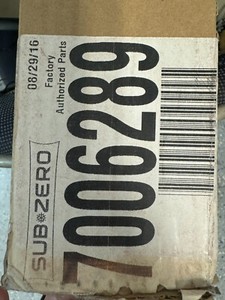 SUB ZERO
08/29/16
Factory
Authorized Parts
7006289